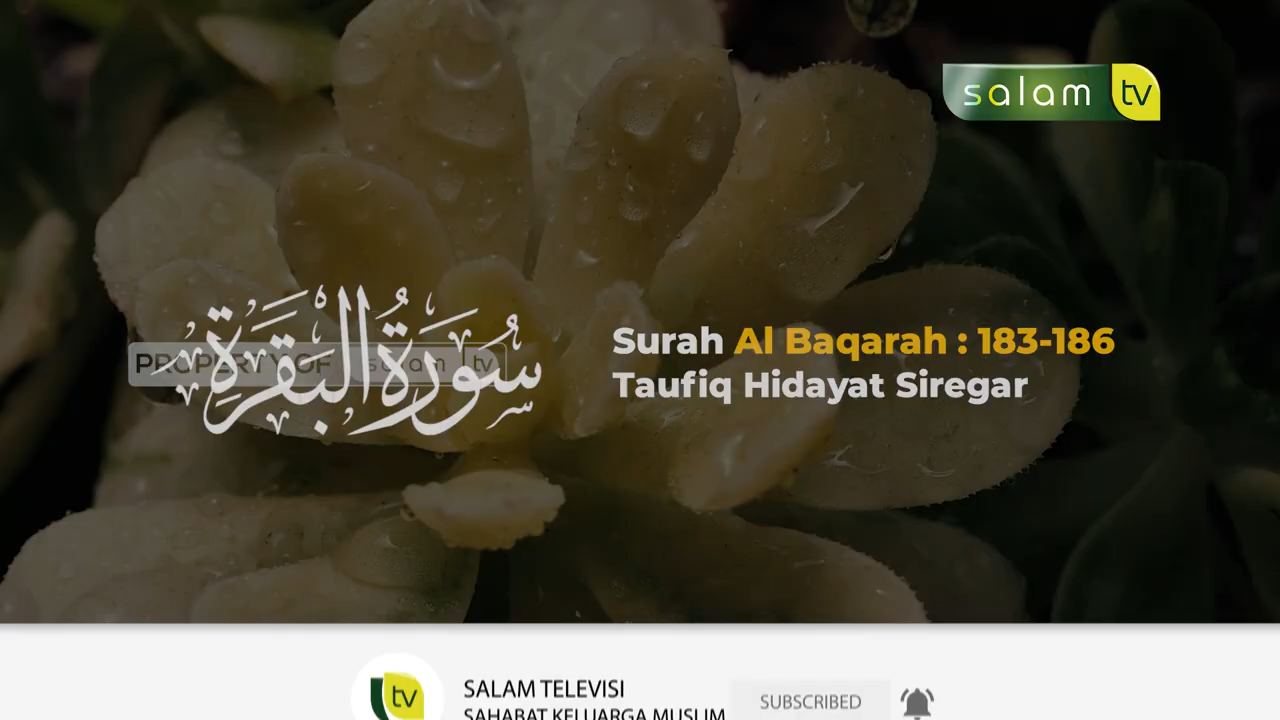 salam tv
سُورَةُ البَقَرَةِ
PROPERTY OF salam tv
Surah Al Baqarah : 183-186
Taufiq Hidayat Siregar
tv
SALAM TELEVISI
SAHABAT KELUARGA MUSLIM
SUBSCRIBED